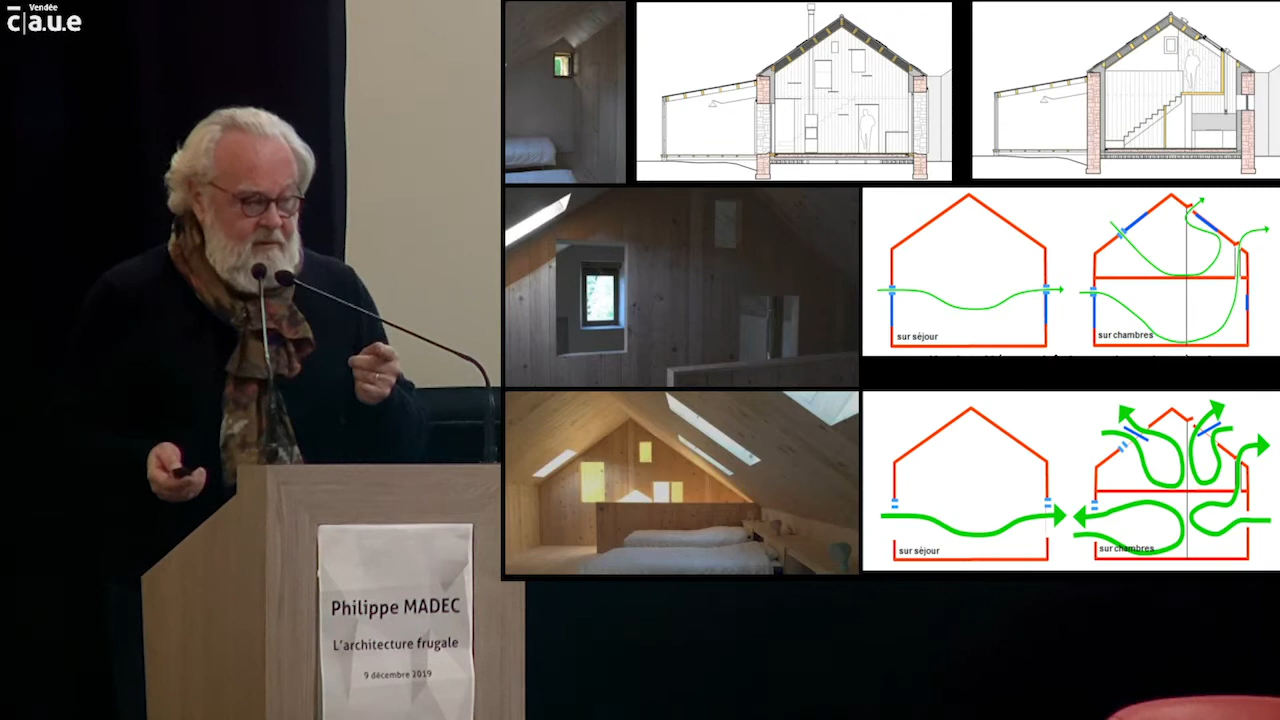 Vendée
c|a.u.e
sur séjour
sur chambres
sur séjour
sur chambres
Philippe MADEC
L'architecture frugale
9 décembre 2019